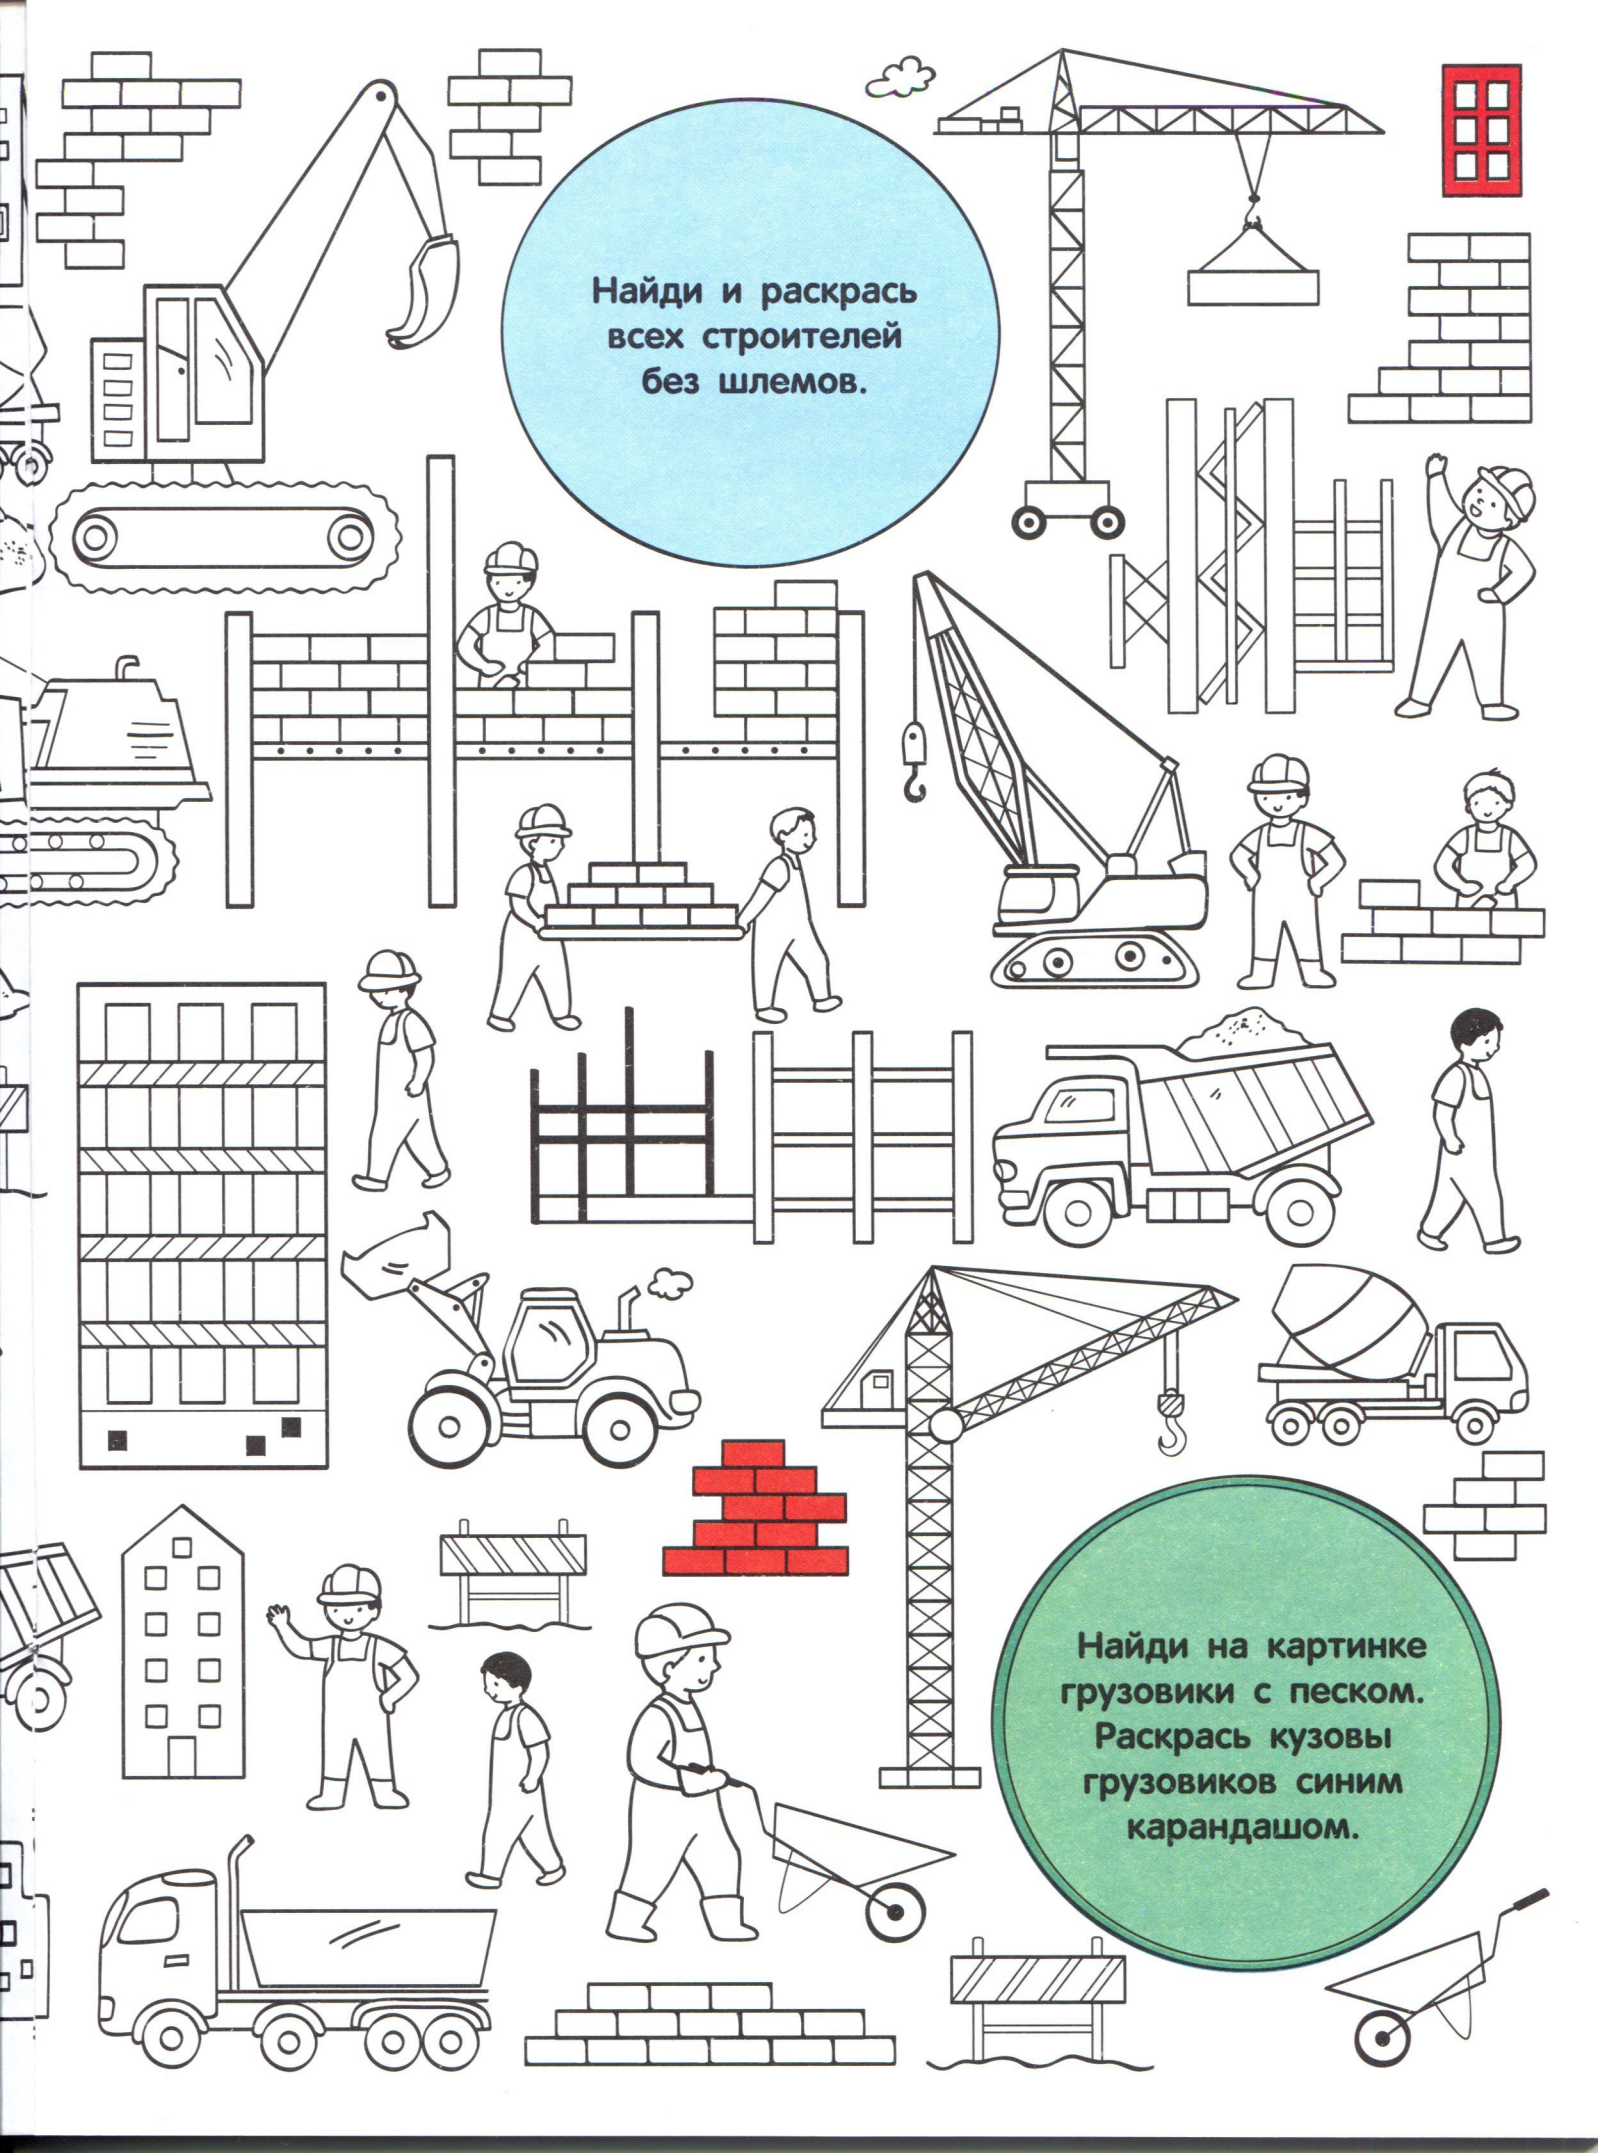 Найди и раскрась
всех строителей
без шлемов.
Найди на картинке
грузовики с песком.
Раскрась кузовы
грузовиков синим
карандашом.